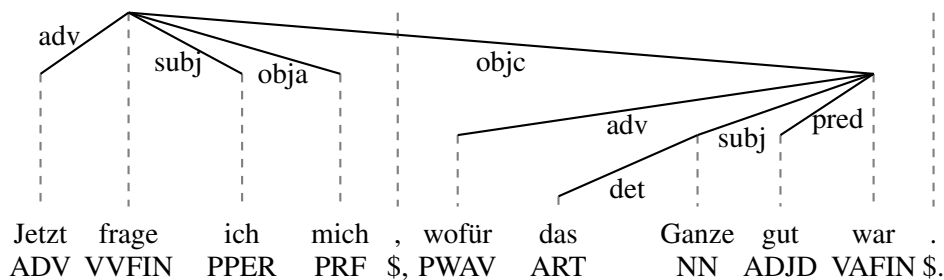 adv subj obja objc
adv subj pred
det
Jetzt frage ich mich , wofür das Ganze gut war .
ADV VVFIN PPER PRF $, PWAV ART NN ADJD VAFIN $.